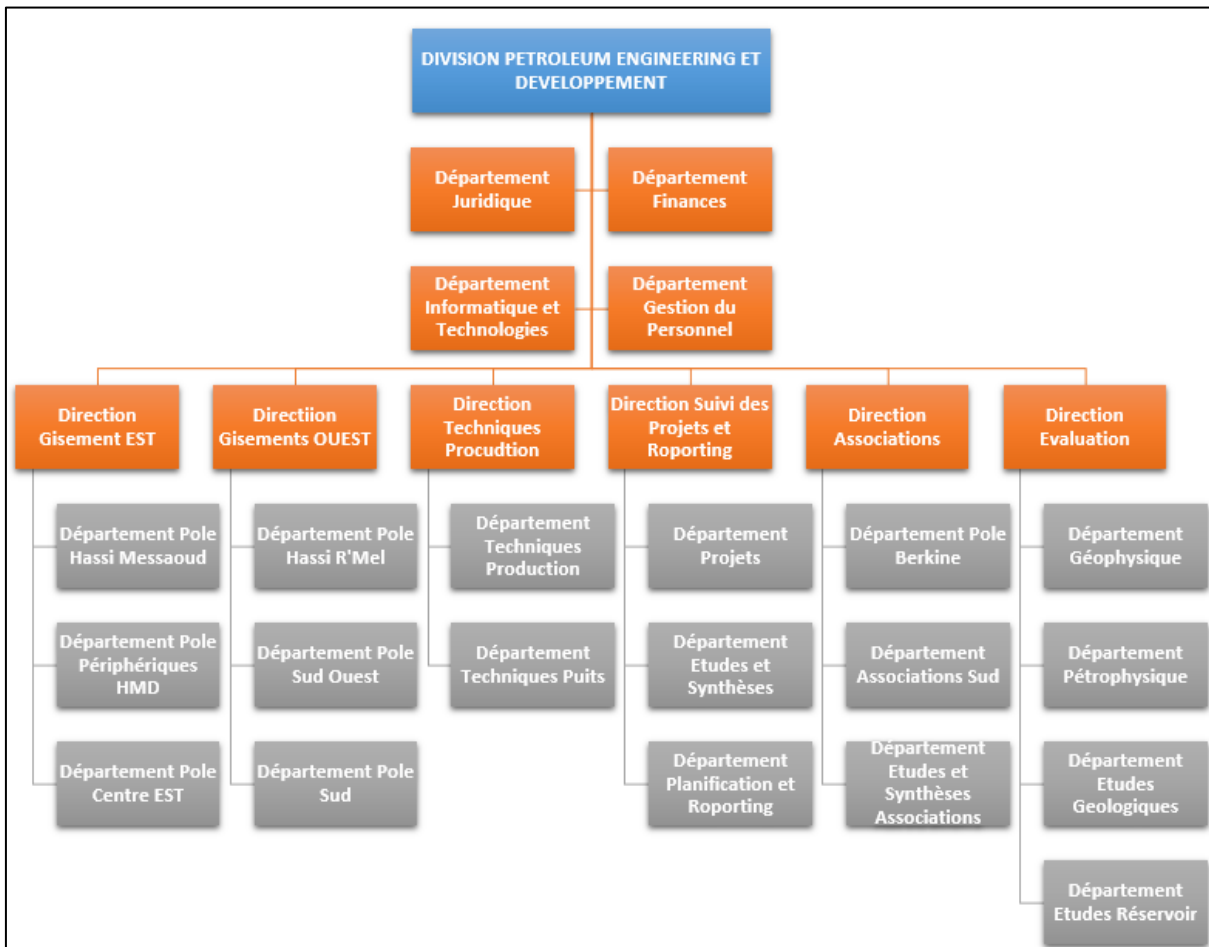 DIVISION PETROLEUM ENGINEERING ET
DEVELOPPEMENT
Département
Juridique
Département
Finances
Département
Informatique et
Technologies
Département
Gestion du
Personnel
Direction
Gisement EST
Directiion
Gisements OUEST
Direction
Techniques
Procudtion
Direction Suivi des
Projets et
Roporting
Direction
Associations
Direction
Evaluation
Département Pole
Hassi Messaoud
Département Pole
Périphériques
HMD
Département Pole
Centre EST
Département Pole
Hassi R'Mel
Département Pole
Sud Ouest
Département Pole
Sud
Département
Techniques
Production
Département
Techniques Puits
Département
Projets
Département
Etudes et
Synthèses
Département
Planification et
Roporting
Département Pole
Berkine
Département
Associations Sud
Département
Etudes et
Synthèses
Associations
Département
Géophysique
Département
Pétrophysique
Département
Etudes
Geologiques
Département
Etudes Réservoir